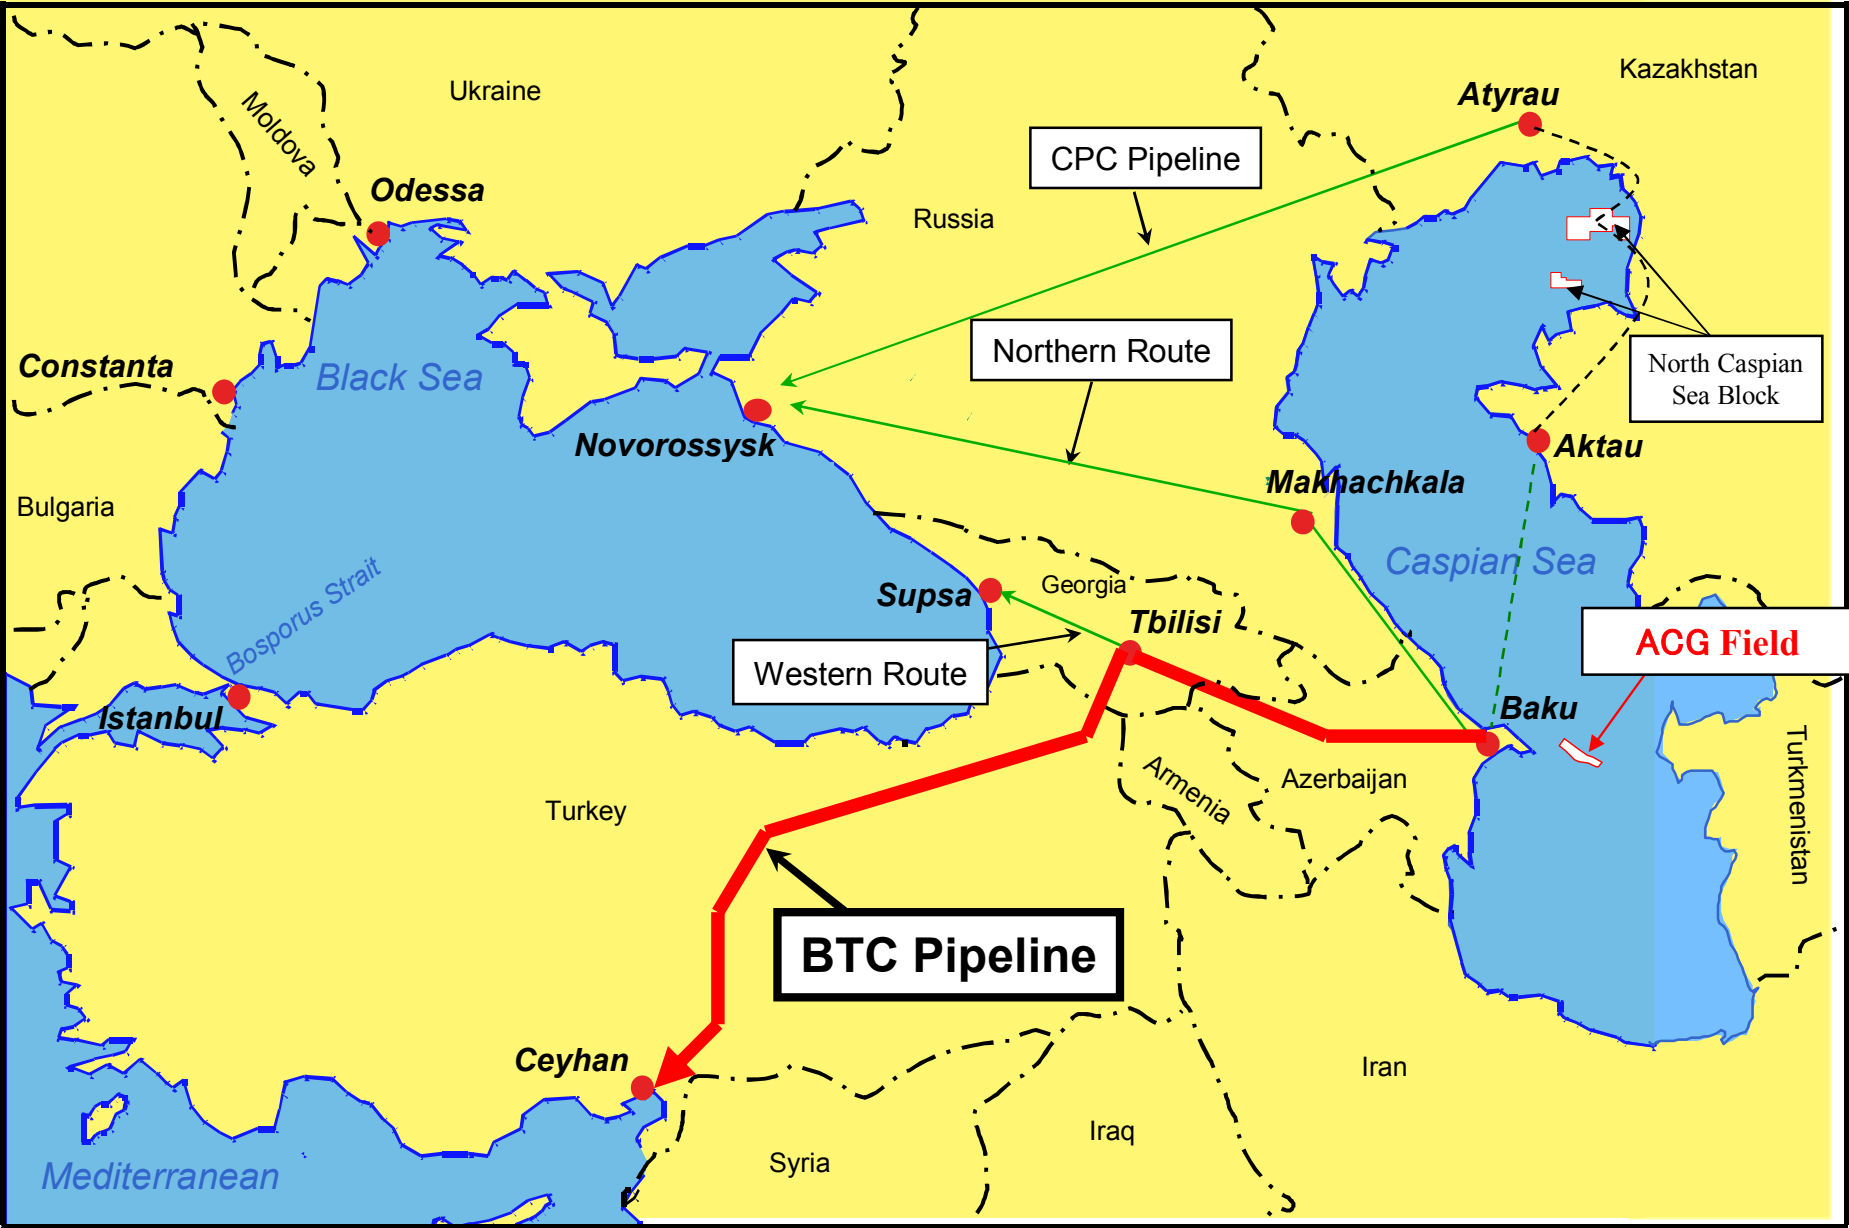 Ukraine
Kazakhstan
Atyrau
Moldova
CPC Pipeline
Odessa
Russia
Northern Route
North Caspian
Sea Block
Constanta
Black Sea
Novorossysk
Aktau
Makhachkala
Bulgaria
Caspian Sea
Bosporus Strait
Supsa
Georgia
Tbilisi
ACG Field
Western Route
Istanbul
Baku
Turkmenistan
Armenia
Azerbaijan
Turkey
BTC Pipeline
Ceyhan
Iran
Iraq
Syria
Mediterranean